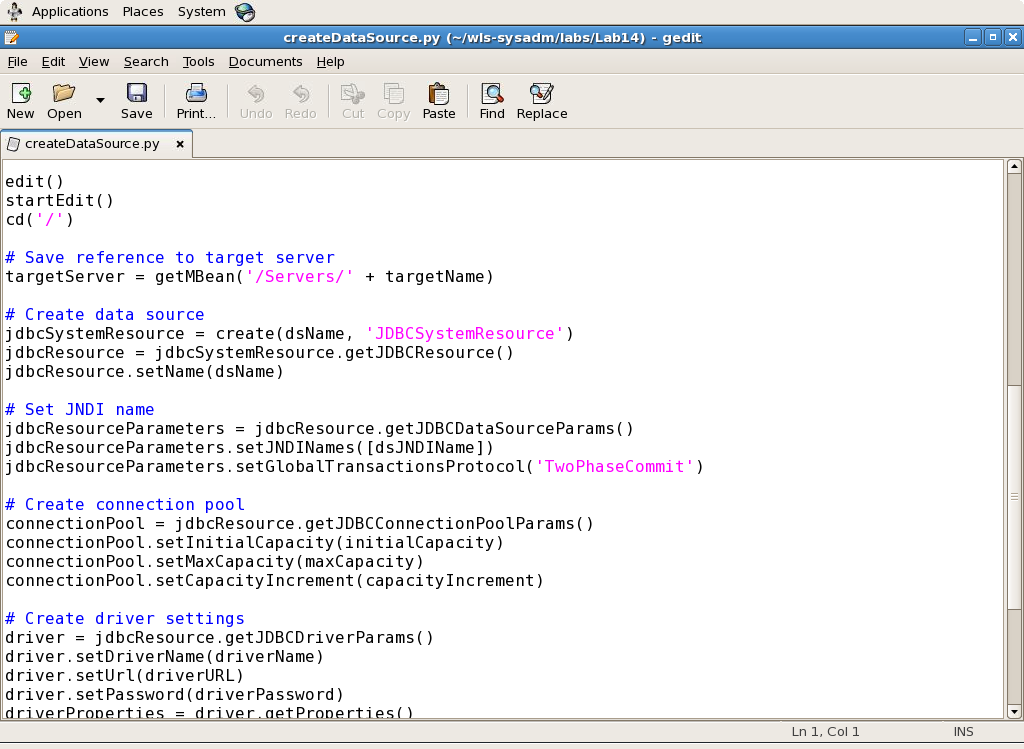 Applications Places System
createDataSource.py (~/wls-sysadm/labs/Lab14) - gedit
File Edit View Search Tools Documents Help
New Open Save Print... Undo Redo Cut Copy Paste Find Replace
createDataSource.py
edit()
startEdit()
cd('/')
# Save reference to target server
targetServer = getMBean('/Servers/' + targetName)
# Create data source
jdbcSystemResource = create(dsName, 'JDBCSystemResource')
jdbcResource = jdbcSystemResource.getJDBCResource()
jdbcResource.setName(dsName)
# Set JNDI name
jdbcResourceParameters = jdbcResource.getJDBCDataSourceParams()
jdbcResourceParameters.setJNDINames([dsJNDIName])
jdbcResourceParameters.setGlobalTransactionsProtocol('TwoPhaseCommit')
# Create connection pool
connectionPool = jdbcResource.getJDBCConnectionPoolParams()
connectionPool.setInitialCapacity(initialCapacity)
connectionPool.setMaxCapacity(maxCapacity)
connectionPool.setCapacityIncrement(capacityIncrement)
# Create driver settings
driver = jdbcResource.getJDBCDriverParams()
driver.setDriverName(driverName)
driver.setUrl(driverURL)
driver.setPassword(driverPassword)
driverProperties = driver.getProperties()
Ln 1, Col 1 INS